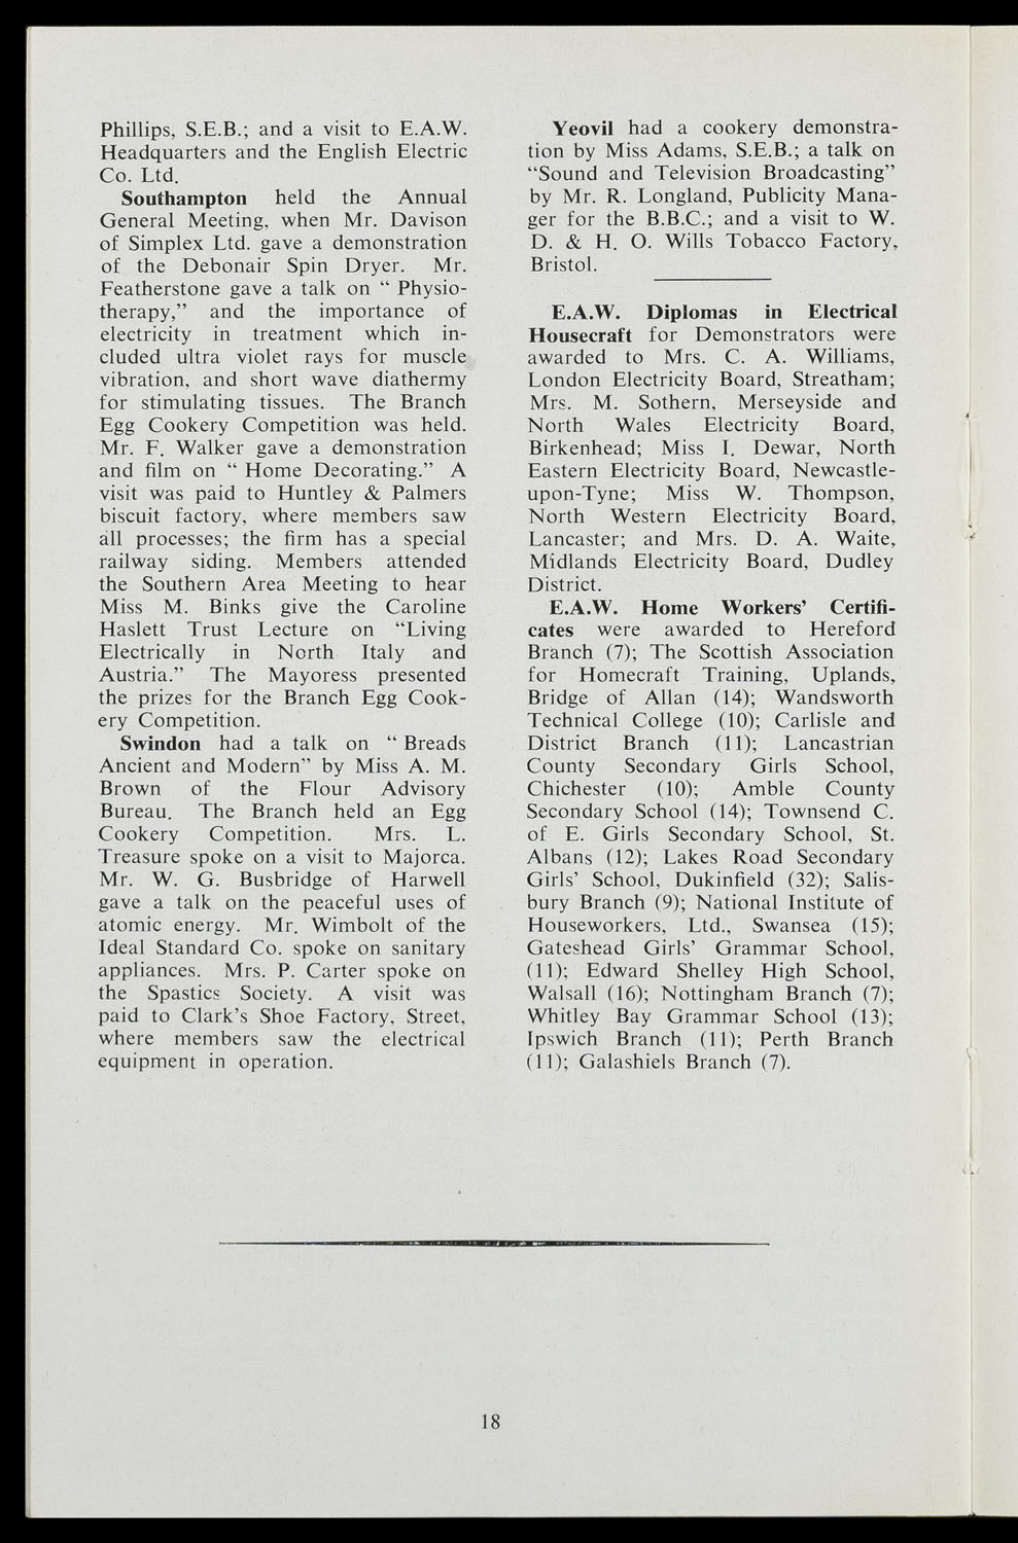 Phillips, S.E.B.; and a visit to E.A.W.
Headquarters and the English Electric
Co. Ltd.
Southampton held the Annual
General Meeting, when Mr. Davison
of Simplex Ltd. gave a demonstration
of the Debonair Spin Dryer. Mr.
Featherstone gave a talk on “ Physio-
therapy,” and the importance of
electricity in treatment which in-
cluded ultra violet rays for muscle
vibration, and short wave diathermy
for stimulating tissues. The Branch
Egg Cookery Competition was held.
Mr. F. Walker gave a demonstration
and film on “ Home Decorating.” A
visit was paid to Huntley & Palmers
biscuit factory, where members saw
all processes; the firm has a special
railway siding. Members attended
the Southern Area Meeting to hear
Miss M. Binks give the Caroline
Haslett Trust Lecture on “Living
Electrically in North Italy and
Austria.” The Mayoress presented
the prizes for the Branch Egg Cook-
ery Competition.
Swindon had a talk on “ Breads
Ancient and Modern” by Miss A. M.
Brown of the Flour Advisory
Bureau. The Branch held an Egg
Cookery Competition. Mrs. L.
Treasure spoke on a visit to Majorca.
Mr. W. G. Busbridge of Harwell
gave a talk on the peaceful uses of
atomic energy. Mr. Wimbolt of the
Ideal Standard Co. spoke on sanitary
appliances. Mrs. P. Carter spoke on
the Spastics Society. A visit was
paid to Clark’s Shoe Factory, Street,
where members saw the electrical
equipment in operation.
Yeovil had a cookery demonstra-
tion by Miss Adams, S.E.B.; a talk on
“Sound and Television Broadcasting”
by Mr. R. Longland, Publicity Mana-
ger for the B.B.C.; and a visit to W.
D. & H. O. Wills Tobacco Factory,
Bristol.
E.A.W. Diplomas in Electrical
Housecraft for Demonstrators were
awarded to Mrs. C. A. Williams,
London Electricity Board, Streatham;
Mrs. M. Sothern, Merseyside and
North Wales Electricity Board,
Birkenhead; Miss I. Dewar, North
Eastern Electricity Board, Newcastle-
upon-Tyne; Miss W. Thompson,
North Western Electricity Board,
Lancaster; and Mrs. D. A. Waite,
Midlands Electricity Board, Dudley
District.
E.A.W. Home Workers’ Certifi-
cates were awarded to Hereford
Branch (7); The Scottish Association
for Homecraft Training, Uplands,
Bridge of Allan (14); Wandsworth
Technical College (10); Carlisle and
District Branch (11); Lancastrian
County Secondary Girls School,
Chichester (10); Amble County
Secondary School (14); Townsend C.
of E. Girls Secondary School, St.
Albans (12); Lakes Road Secondary
Girls’ School, Dukinfield (32); Salis-
bury Branch (9); National Institute of
Houseworkers, Ltd., Swansea (15);
Gateshead Girls’ Grammar School,
(11); Edward Shelley High School,
Walsall (16); Nottingham Branch (7);
Whitley Bay Grammar School (13);
Ipswich Branch (11); Perth Branch
(11); Galashiels Branch (7).
18